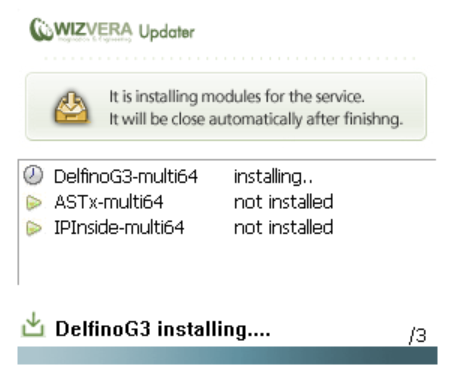 WIZVERA Updater
It is installing modules for the service.
It will be close automatically after finishng.
DelfinoG3-multi64 installing..
ASTx-multi64 not installed
IPInside-multi64 not installed
DelfinoG3 installing.... /3